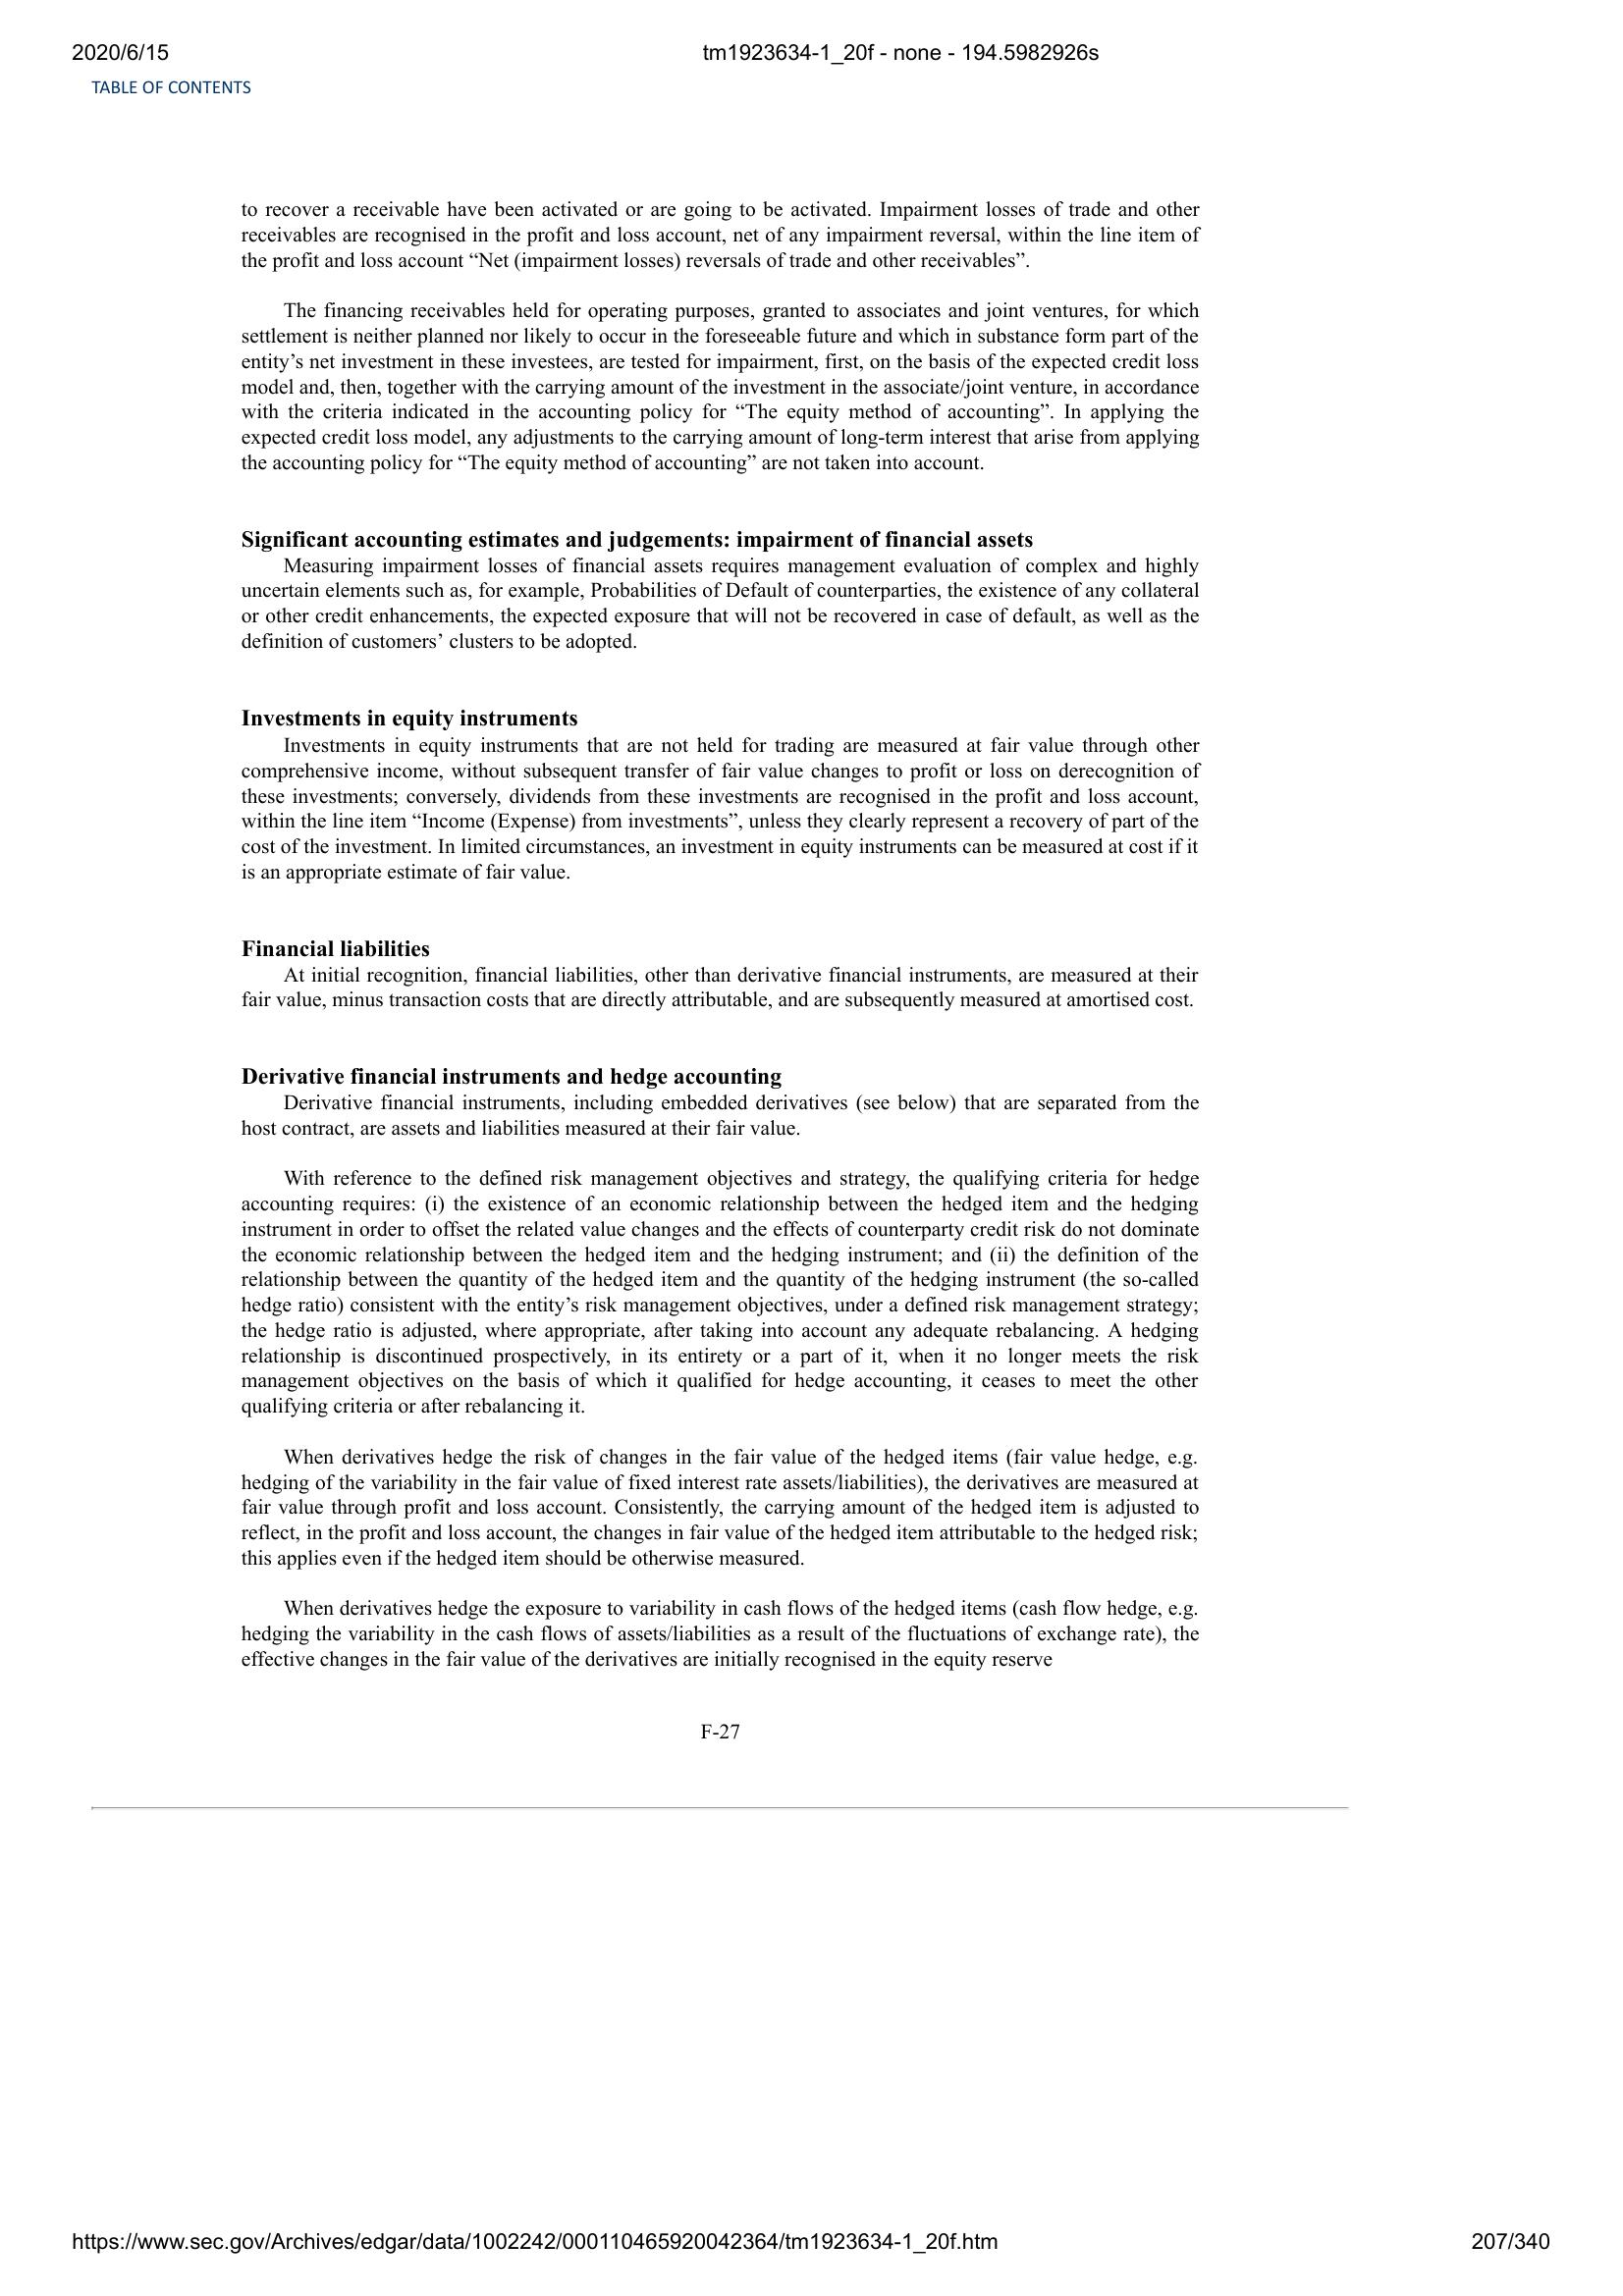 2020/6/15
tm1923634-1_20f - none - 194.5982926s
TABLE OF CONTENTS
to recover a receivable have been activated or are going to be activated. Impairment losses of trade and other
receivables are recognised in the profit and loss account, net of any impairment reversal, within the line item of
the profit and loss account “Net (impairment losses) reversals of trade and other receivables”.
The financing receivables held for operating purposes, granted to associates and joint ventures, for which
settlement is neither planned nor likely to occur in the foreseeable future and which in substance form part of the
entity’s net investment in these investees, are tested for impairment, first, on the basis of the expected credit loss
model and, then, together with the carrying amount of the investment in the associate/joint venture, in accordance
with the criteria indicated in the accounting policy for “The equity method of accounting”. In applying the
expected credit loss model, any adjustments to the carrying amount of long-term interest that arise from applying
the accounting policy for “The equity method of accounting” are not taken into account.
Significant accounting estimates and judgements: impairment of financial assets
Measuring impairment losses of financial assets requires management evaluation of complex and highly
uncertain elements such as, for example, Probabilities of Default of counterparties, the existence of any collateral
or other credit enhancements, the expected exposure that will not be recovered in case of default, as well as the
definition of customers’ clusters to be adopted.
Investments in equity instruments
Investments in equity instruments that are not held for trading are measured at fair value through other
comprehensive income, without subsequent transfer of fair value changes to profit or loss on derecognition of
these investments; conversely, dividends from these investments are recognised in the profit and loss account,
within the line item “Income (Expense) from investments”, unless they clearly represent a recovery of part of the
cost of the investment. In limited circumstances, an investment in equity instruments can be measured at cost if it
is an appropriate estimate of fair value.
Financial liabilities
At initial recognition, financial liabilities, other than derivative financial instruments, are measured at their
fair value, minus transaction costs that are directly attributable, and are subsequently measured at amortised cost.
Derivative financial instruments and hedge accounting
Derivative financial instruments, including embedded derivatives (see below) that are separated from the
host contract, are assets and liabilities measured at their fair value.
With reference to the defined risk management objectives and strategy, the qualifying criteria for hedge
accounting requires: (i) the existence of an economic relationship between the hedged item and the hedging
instrument in order to offset the related value changes and the effects of counterparty credit risk do not dominate
the economic relationship between the hedged item and the hedging instrument; and (ii) the definition of the
relationship between the quantity of the hedged item and the quantity of the hedging instrument (the so-called
hedge ratio) consistent with the entity’s risk management objectives, under a defined risk management strategy;
the hedge ratio is adjusted, where appropriate, after taking into account any adequate rebalancing. A hedging
relationship is discontinued prospectively, in its entirety or a part of it, when it no longer meets the risk
management objectives on the basis of which it qualified for hedge accounting, it ceases to meet the other
qualifying criteria or after rebalancing it.
When derivatives hedge the risk of changes in the fair value of the hedged items (fair value hedge, e.g.
hedging of the variability in the fair value of fixed interest rate assets/liabilities), the derivatives are measured at
fair value through profit and loss account. Consistently, the carrying amount of the hedged item is adjusted to
reflect, in the profit and loss account, the changes in fair value of the hedged item attributable to the hedged risk;
this applies even if the hedged item should be otherwise measured.
When derivatives hedge the exposure to variability in cash flows of the hedged items (cash flow hedge, e.g.
hedging the variability in the cash flows of assets/liabilities as a result of the fluctuations of exchange rate), the
effective changes in the fair value of the derivatives are initially recognised in the equity reserve
F-27
https://www.sec.gov/Archives/edgar/data/1002242/000110465920042364/tm1923634-1_20f.htm
207/340